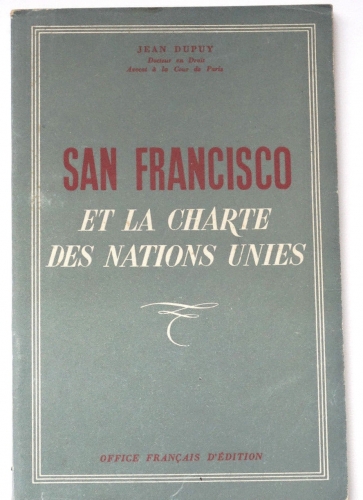 JEAN DUPUY
Docteur en Droit
Avocat à la Cour de Paris
SAN FRANCISCO
ET LA CHARTE
DES NATIONS UNIES
OFFICE FRANÇAIS D'ÉDITION